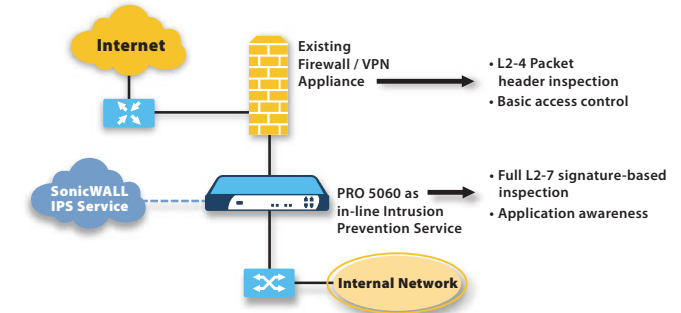 Internet
Existing
Firewall / VPN
Appliance
• L2-4 Packet
header inspection
• Basic access control
SonicWALL
IPS Service
PRO 5060 as
in-line Intrusion
Prevention Service
• Full L2-7 signature-based
inspection
• Application awareness
Internal Network